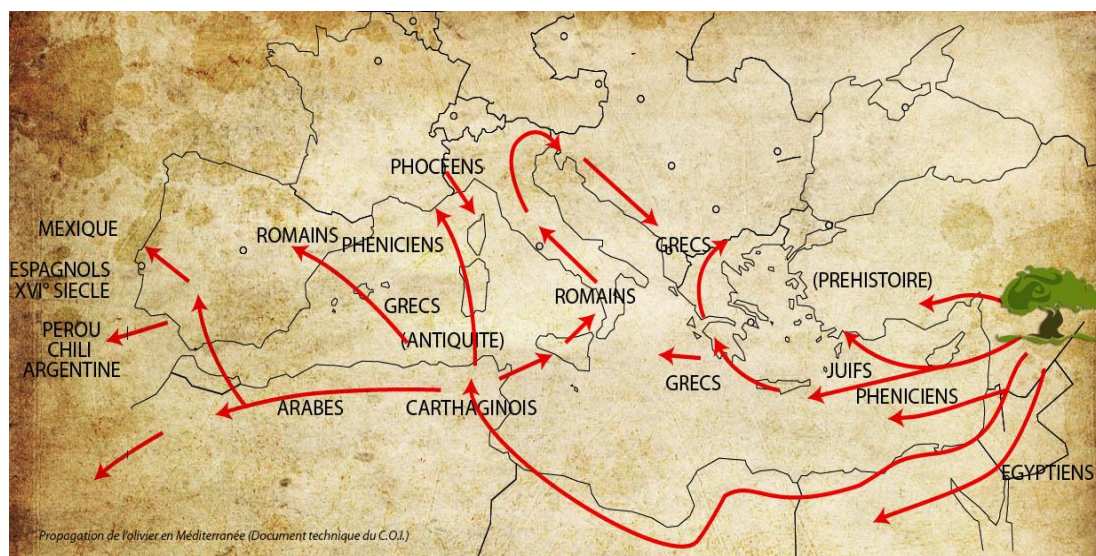 PHOCEENS
MEXIQUE
ROMAINS
PHENICIENS
GRECS
ESPAGNOLS
XVI° SIECLE
(PREHISTOIRE)
GRECS
ROMAINS
PEROU
CHILI
ARGENTINE
(ANTIQUITE)
GRECS
JUIFS
PHENICIENS
ARABES
CARTHAGINOIS
EGYPTIENS
Propagation de l'olivier en Méditerranée (Document technique du C.O.I.)